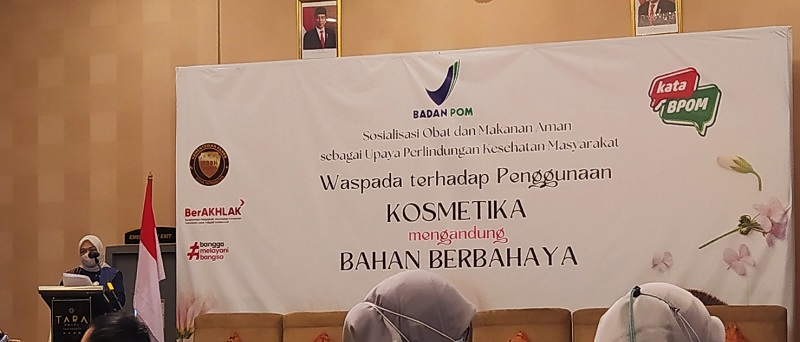 BADAN POM
kata
BPOM
Sosialisasi Obat dan Makanan Aman
sebagai Upaya Perlindungan Kesehatan Masyarakat
Waspada terhadap Penggunaan
KOSMETIKA
mengandung
BAHAN BERBAHAYA
BerAKHLAK
#bangga
melayani
bangsa
EXIT
TARA